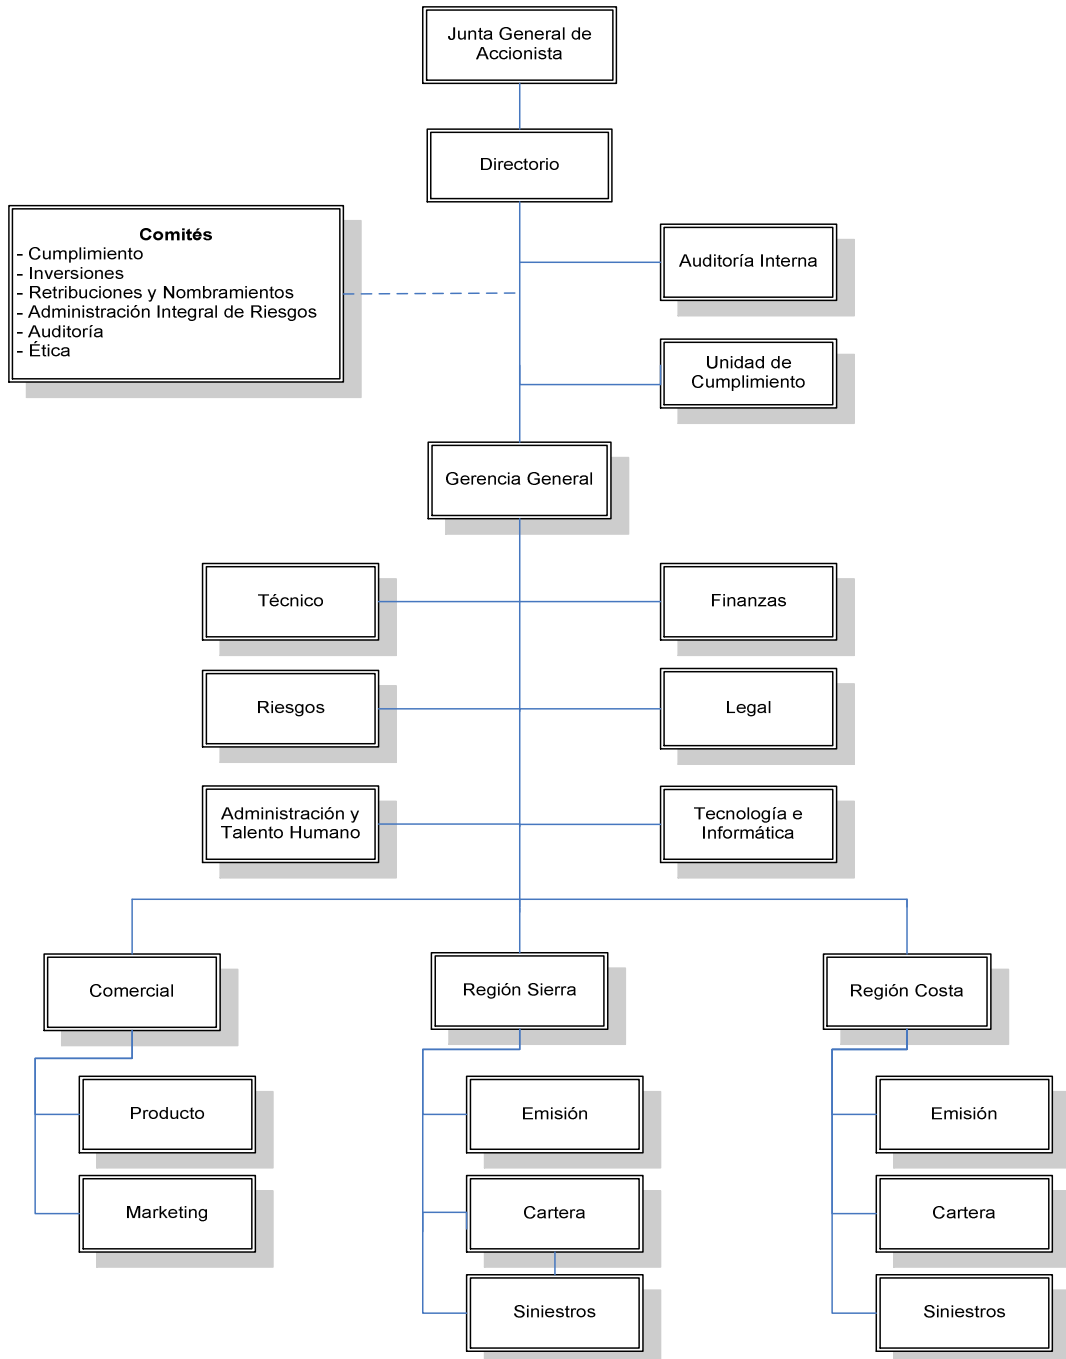 Junta General de
Accionista
Directorio
Comités
- Cumplimiento
- Inversiones
- Retribuciones y Nombramientos
- Administración Integral de Riesgos
- Auditoría
- Ética
Auditoría Interna
Unidad de
Cumplimiento
Gerencia General
Técnico
Finanzas
Riesgos
Legal
Administración y
Talento Humano
Tecnología e
Informática
Comercial
Región Sierra
Región Costa
Producto
Emisión
Emisión
Marketing
Cartera
Cartera
Siniestros
Siniestros